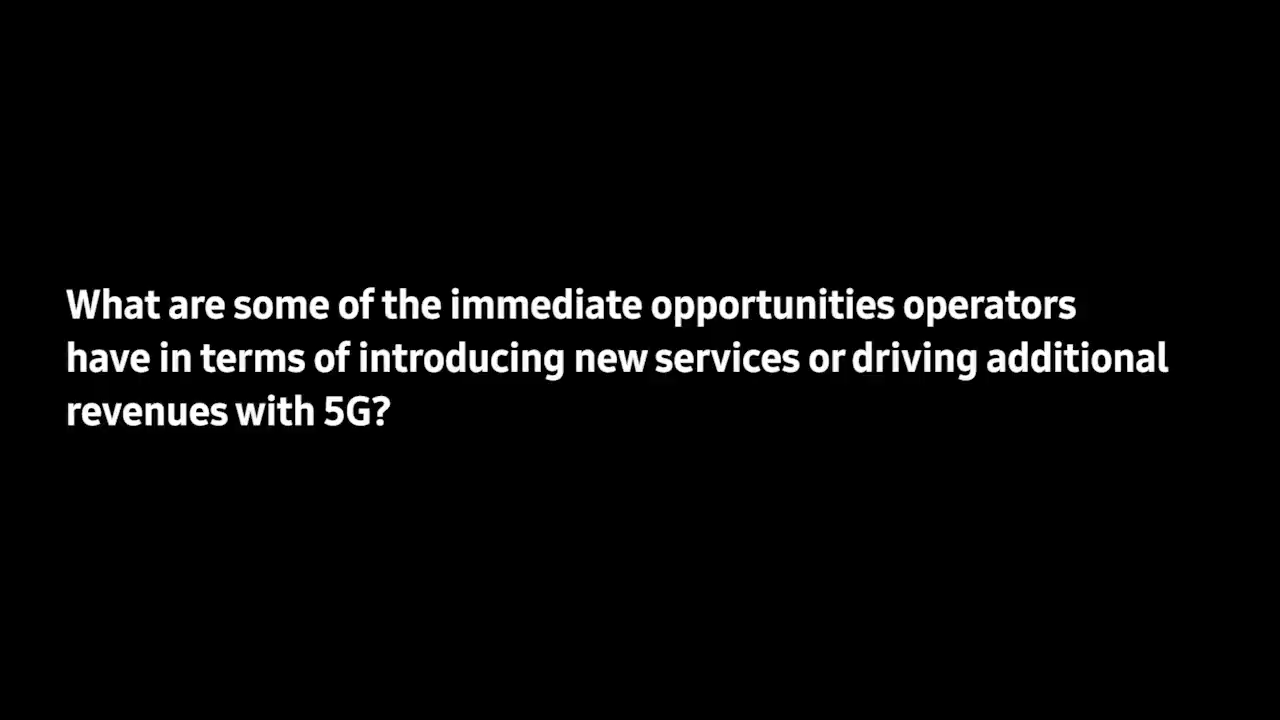 What are some of the immediate opportunities operators
have in terms of introducing new services or driving additional
revenues with 5G?